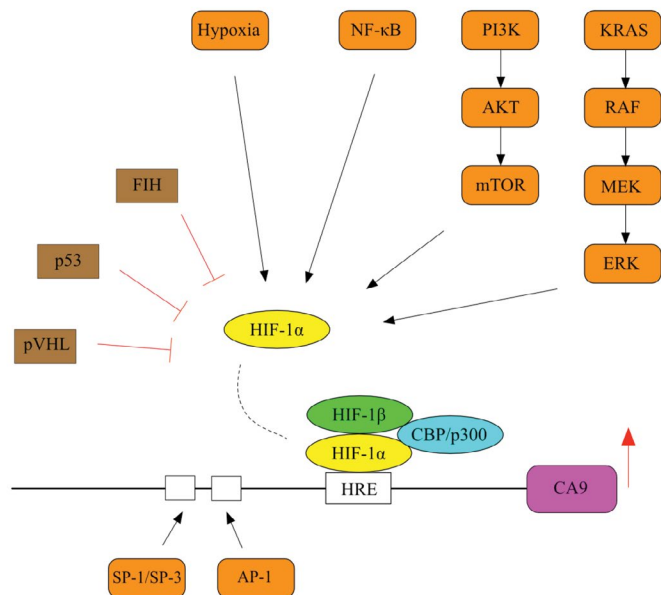 Hypoxia
NF-κB
PI3K
KRAS
AKT
RAF
mTOR
MEK
FIH
p53
ERK
pVHL
HIF-1α
HIF-1β
CBP/p300
HIF-1α
HRE
CA9
SP-1/SP-3
AP-1